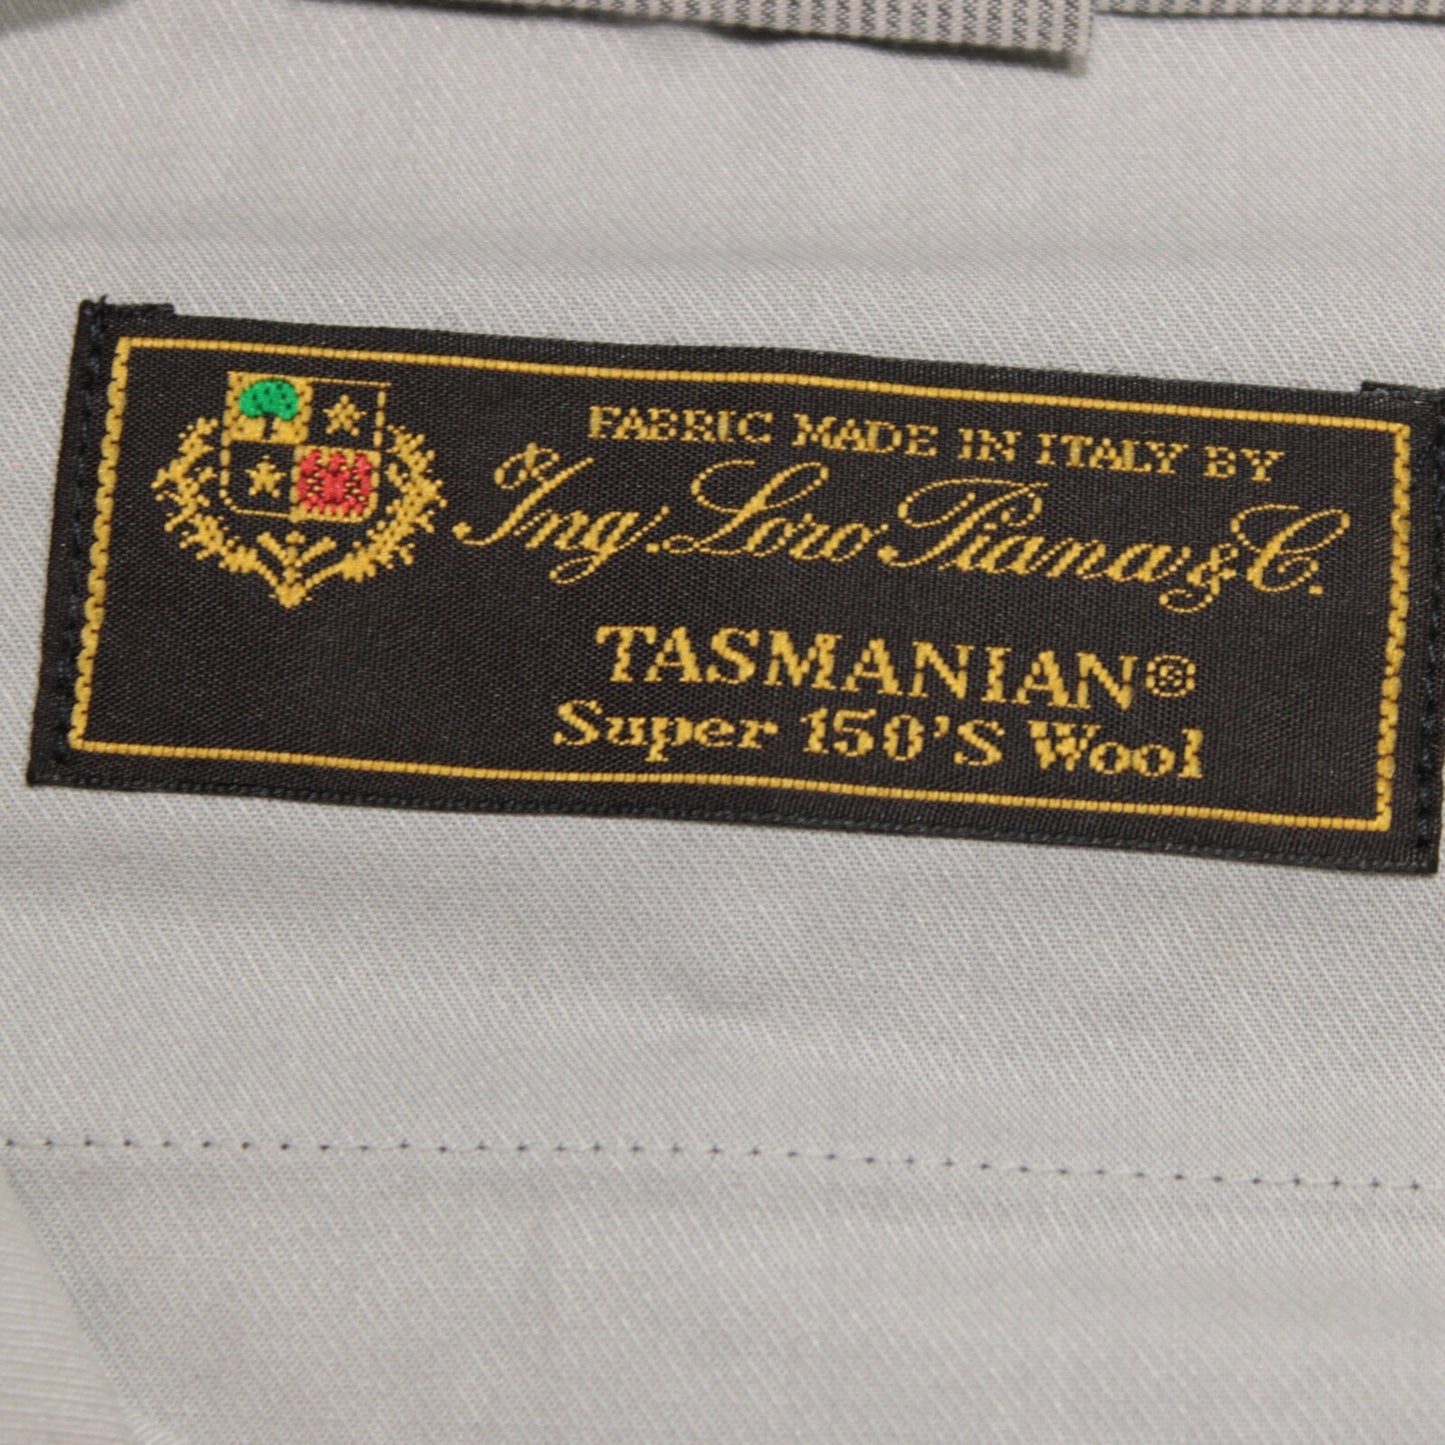 FABRIC MADE IN ITALY BY
Ing. Loro Piana & C.
TASMANIAN®
Super 150'S Wool